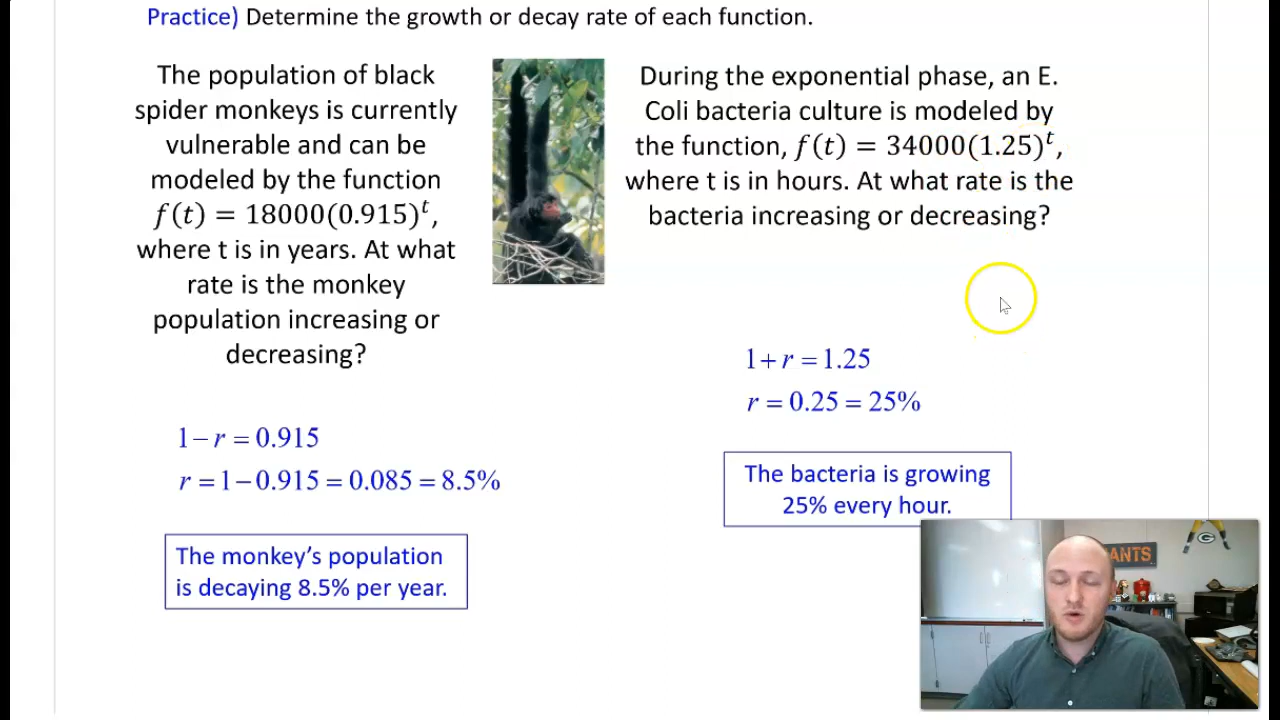 Practice) Determine the growth or decay rate of each function.
The population of black
spider monkeys is currently
vulnerable and can be
modeled by the function
f(t) = 18000(0.915)^t,
where t is in years. At what
rate is the monkey
population increasing or
decreasing?
1 − r = 0.915
r = 1 − 0.915 = 0.085 = 8.5%
The monkey's population
is decaying 8.5% per year.
During the exponential phase, an E.
Coli bacteria culture is modeled by
the function, f(t) = 34000(1.25)^t,
where t is in hours. At what rate is the
bacteria increasing or decreasing?
1 + r = 1.25
r = 0.25 = 25%
The bacteria is growing
25% every hour.
ANTS
G